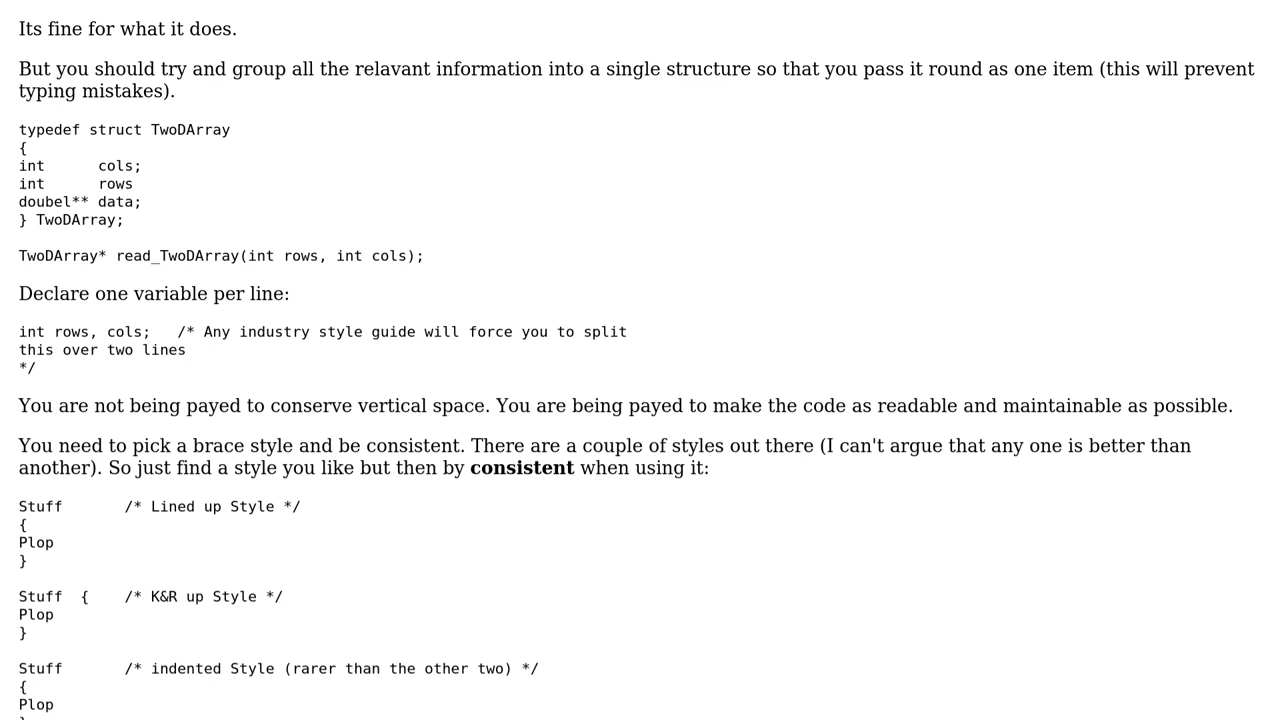 Its fine for what it does.
But you should try and group all the relavant information into a single structure so that you pass it round as one item (this will prevent
typing mistakes).
typedef struct TwoDArray
{
int      cols;
int      rows
doubel** data;
} TwoDArray;
TwoDArray* read_TwoDArray(int rows, int cols);
Declare one variable per line:
int rows, cols;   /* Any industry style guide will force you to split
this over two lines
*/
You are not being payed to conserve vertical space. You are being payed to make the code as readable and maintainable as possible.
You need to pick a brace style and be consistent. There are a couple of styles out there (I can't argue that any one is better than
another). So just find a style you like but then by consistent when using it:
Stuff       /* Lined up Style */
{
Plop
}
Stuff  {    /* K&R up Style */
Plop
}
Stuff       /* indented Style (rarer than the other two) */
{
Plop